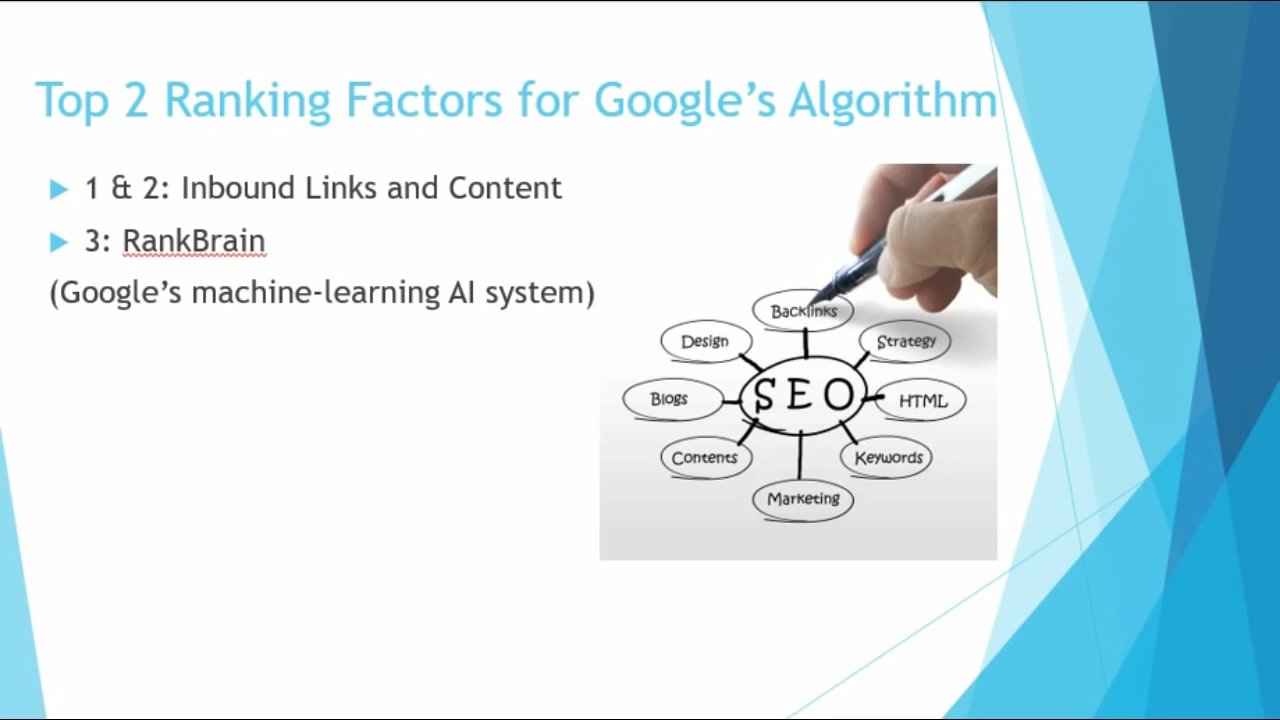 Top 2 Ranking Factors for Google's Algorithm
1 & 2: Inbound Links and Content
3: RankBrain
(Google's machine-learning AI system)
Backlinks
Design
Strategy
SEO
Blogs
HTML
Contents
Keywords
Marketing